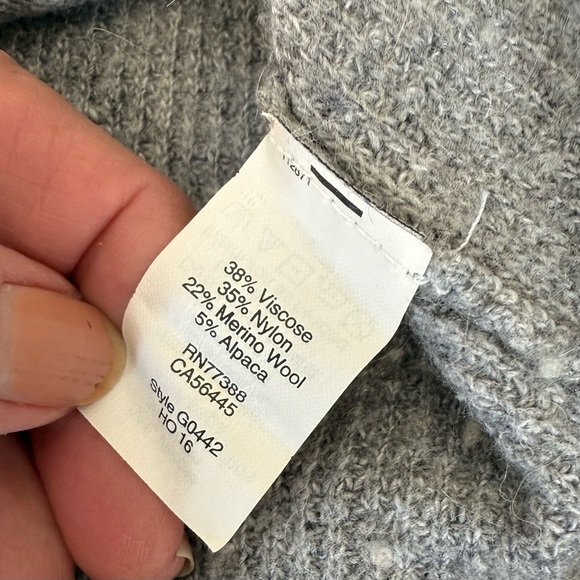 38% Viscose
35% Nylon
22% Merino Wool
5% Alpaca
RN77388
CA56445
Style G0442
HO 16